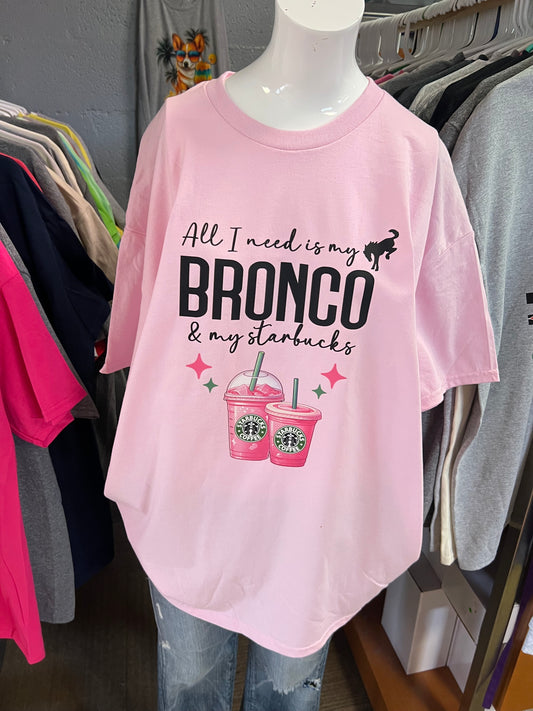 All I need is my
BRONCO
& my starbucks
STARBUCKS
COFFEE
STARBUCKS
COFFEE